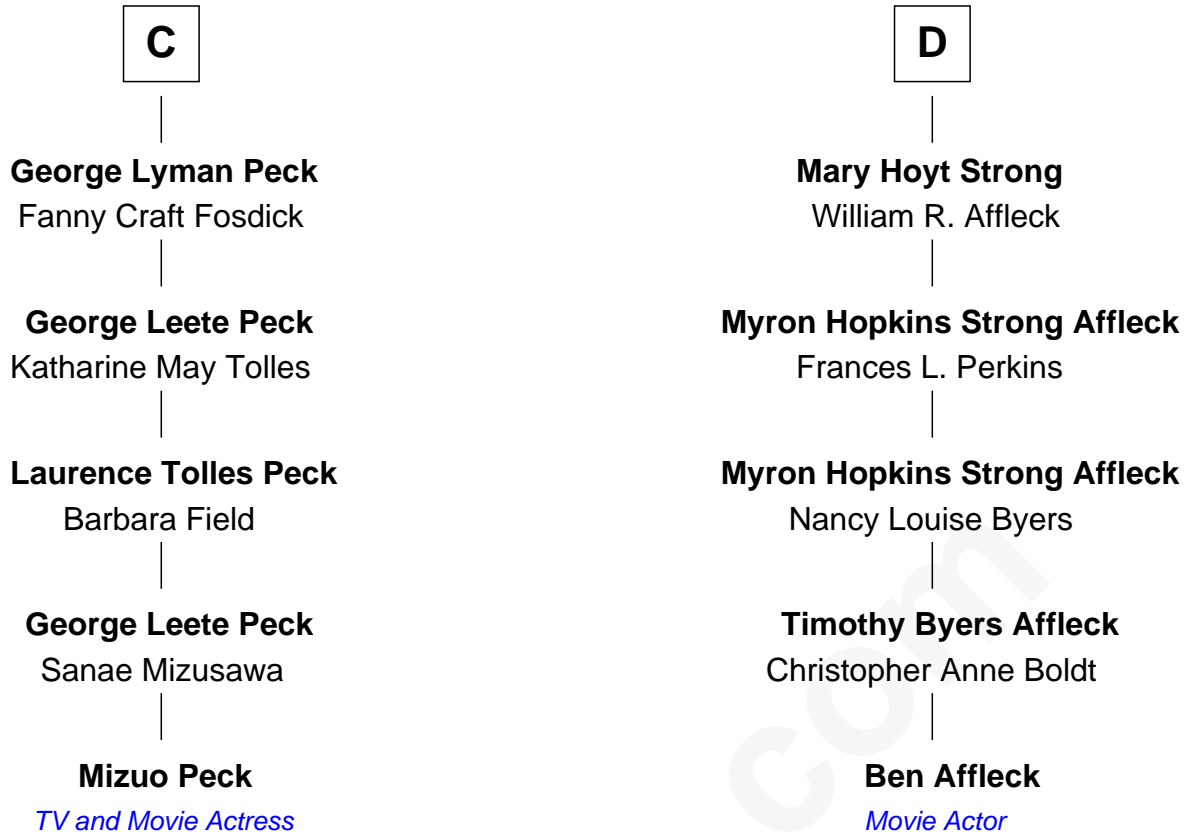 C
George Lyman Peck
Fanny Craft Fosdick
George Leete Peck
Katharine May Tolles
Laurence Tolles Peck
Barbara Field
George Leete Peck
Sanae Mizusawa
Mizuo Peck
TV and Movie Actress
D
Mary Hoyt Strong
William R. Affleck
Myron Hopkins Strong Affleck
Frances L. Perkins
Myron Hopkins Strong Affleck
Nancy Louise Byers
Timothy Byers Affleck
Christopher Anne Boldt
Ben Affleck
Movie Actor
com